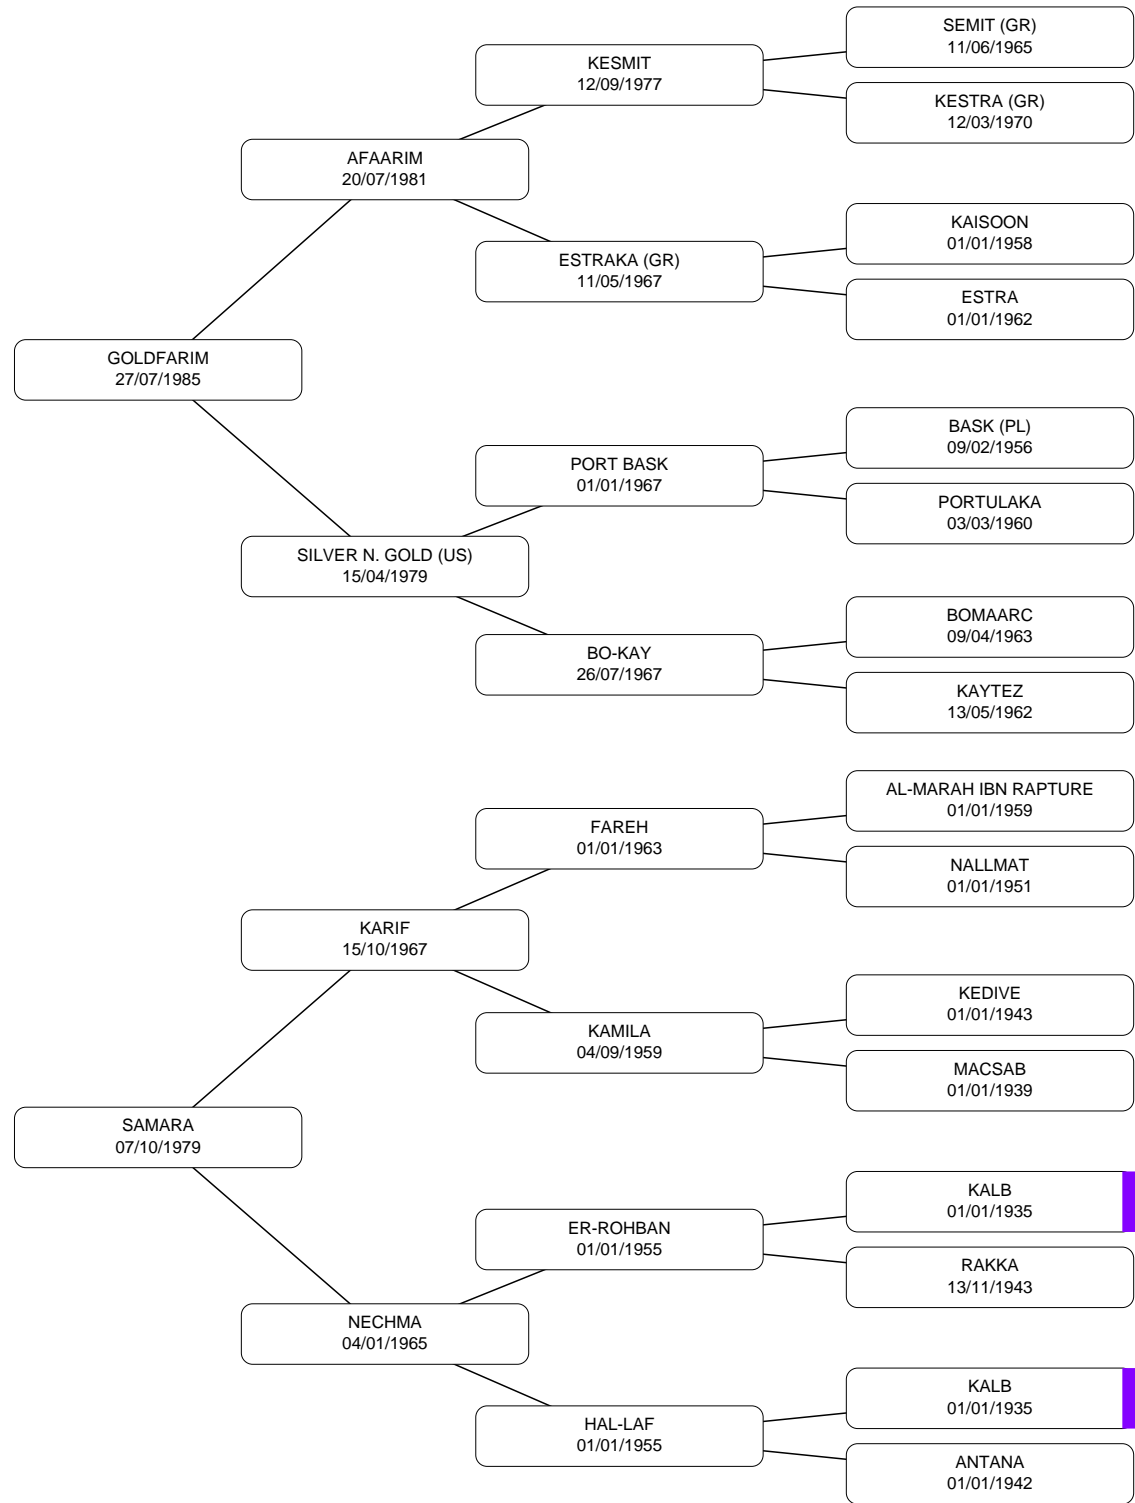 SEMIT (GR)
11/06/1965
KESMIT
12/09/1977
KESTRA (GR)
12/03/1970
AFAARIM
20/07/1981
KAISOON
01/01/1958
ESTRAKA (GR)
11/05/1967
ESTRA
01/01/1962
GOLDFARIM
27/07/1985
BASK (PL)
09/02/1956
PORT BASK
01/01/1967
PORTULAKA
03/03/1960
SILVER N. GOLD (US)
15/04/1979
BOMAARC
09/04/1963
BO-KAY
26/07/1967
KAYTEZ
13/05/1962
AL-MARAH IBN RAPTURE
01/01/1959
FAREH
01/01/1963
NALLMAT
01/01/1951
KARIF
15/10/1967
KEDIVE
01/01/1943
KAMILA
04/09/1959
MACSAB
01/01/1939
SAMARA
07/10/1979
KALB
01/01/1935
ER-ROHBAN
01/01/1955
RAKKA
13/11/1943
NECHMA
04/01/1965
KALB
01/01/1935
HAL-LAF
01/01/1955
ANTANA
01/01/1942